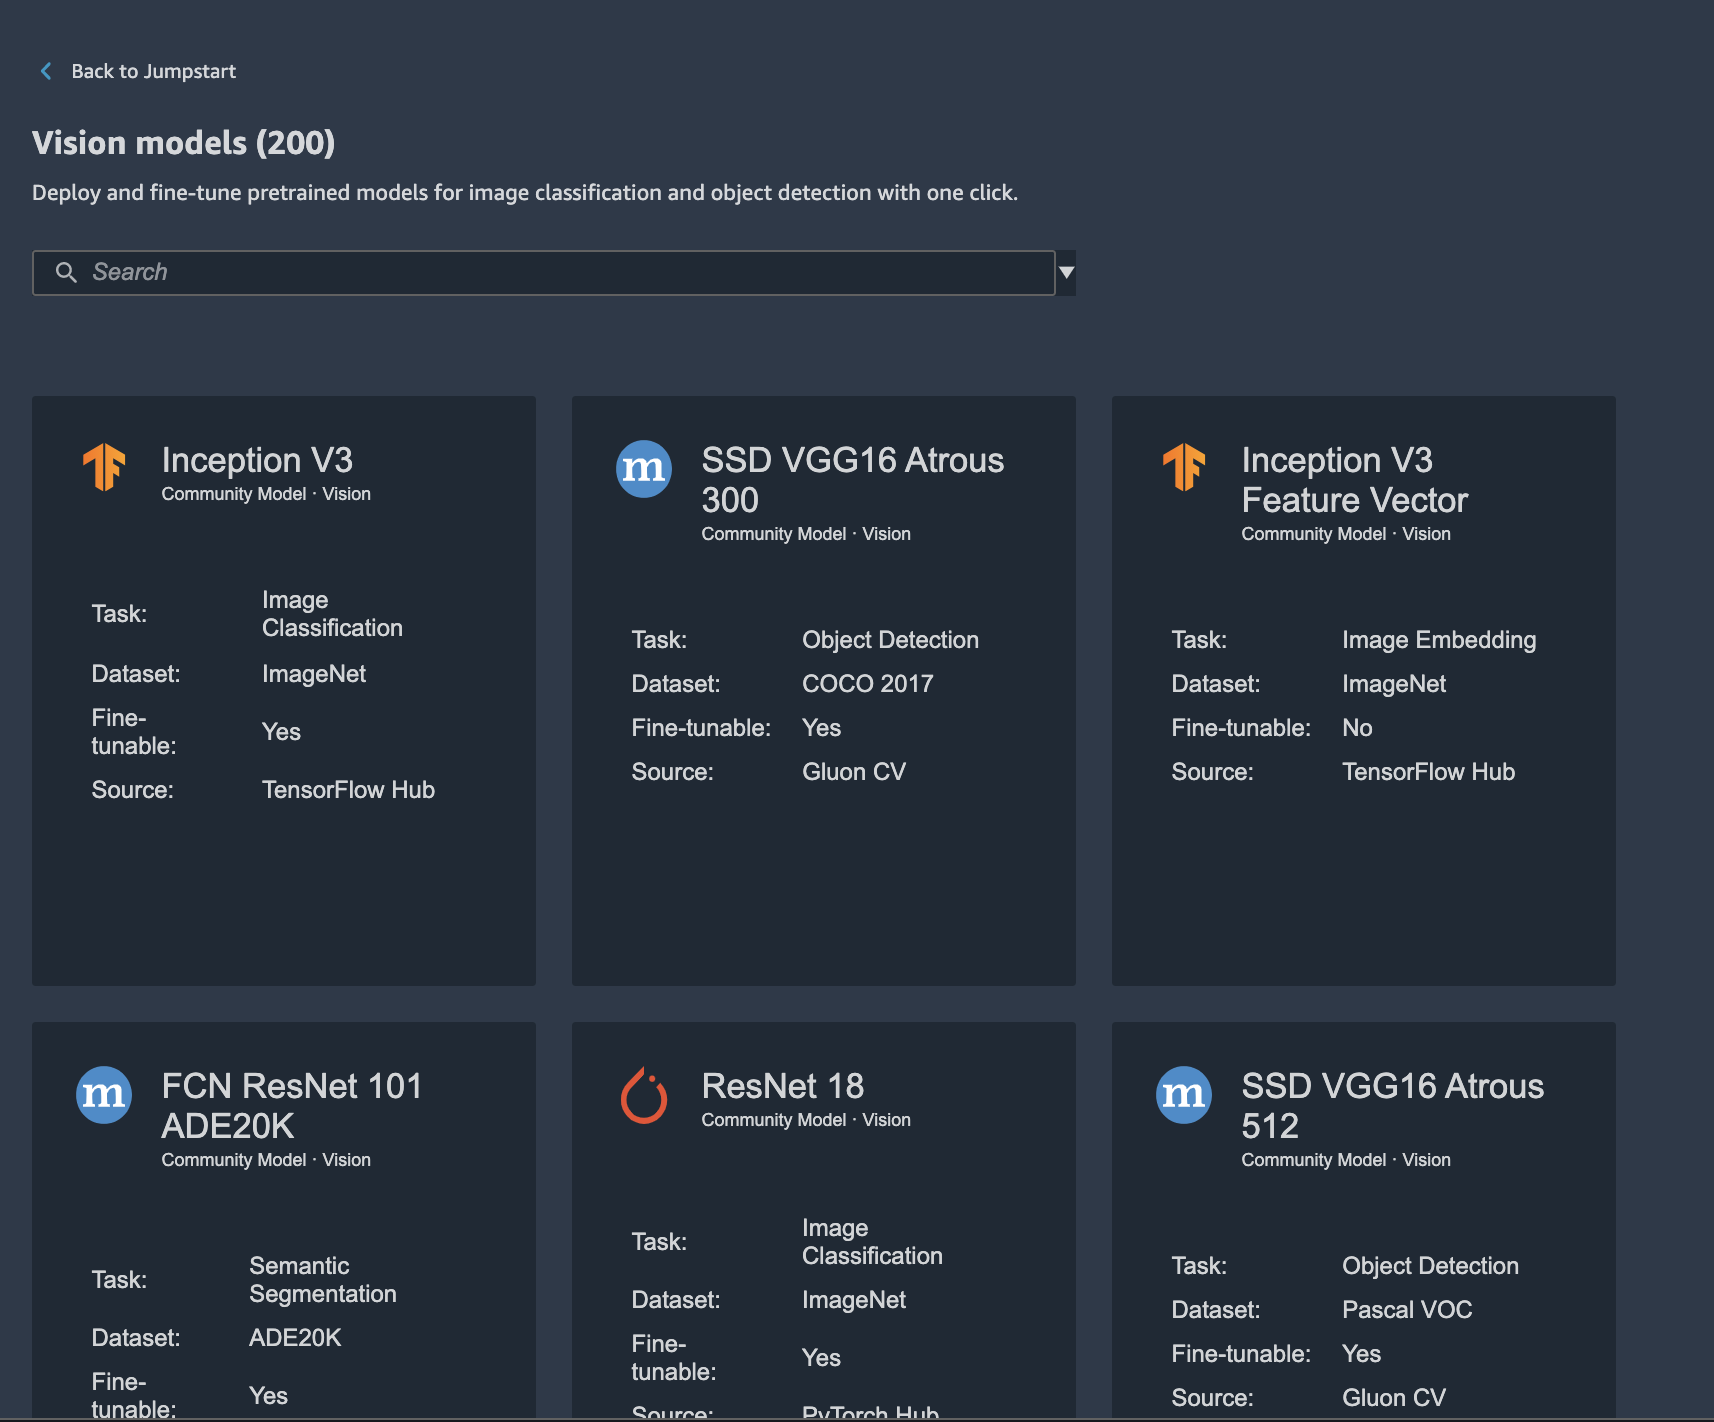 Back to Jumpstart
Vision models (200)
Deploy and fine-tune pretrained models for image classification and object detection with one click.
Search
Inception V3
Community Model · Vision
Task: Image Classification
Dataset: ImageNet
Fine-tunable: Yes
Source: TensorFlow Hub
m
SSD VGG16 Atrous
300
Community Model · Vision
Task: Object Detection
Dataset: COCO 2017
Fine-tunable: Yes
Source: Gluon CV
Inception V3
Feature Vector
Community Model · Vision
Task: Image Embedding
Dataset: ImageNet
Fine-tunable: No
Source: TensorFlow Hub
m
FCN ResNet 101
ADE20K
Community Model · Vision
Task: Semantic Segmentation
Dataset: ADE20K
Fine-tunable: Yes
ResNet 18
Community Model · Vision
Task: Image Classification
Dataset: ImageNet
Fine-tunable: Yes
Source: PyTorch Hub
m
SSD VGG16 Atrous
512
Community Model · Vision
Task: Object Detection
Dataset: Pascal VOC
Fine-tunable: Yes
Source: Gluon CV